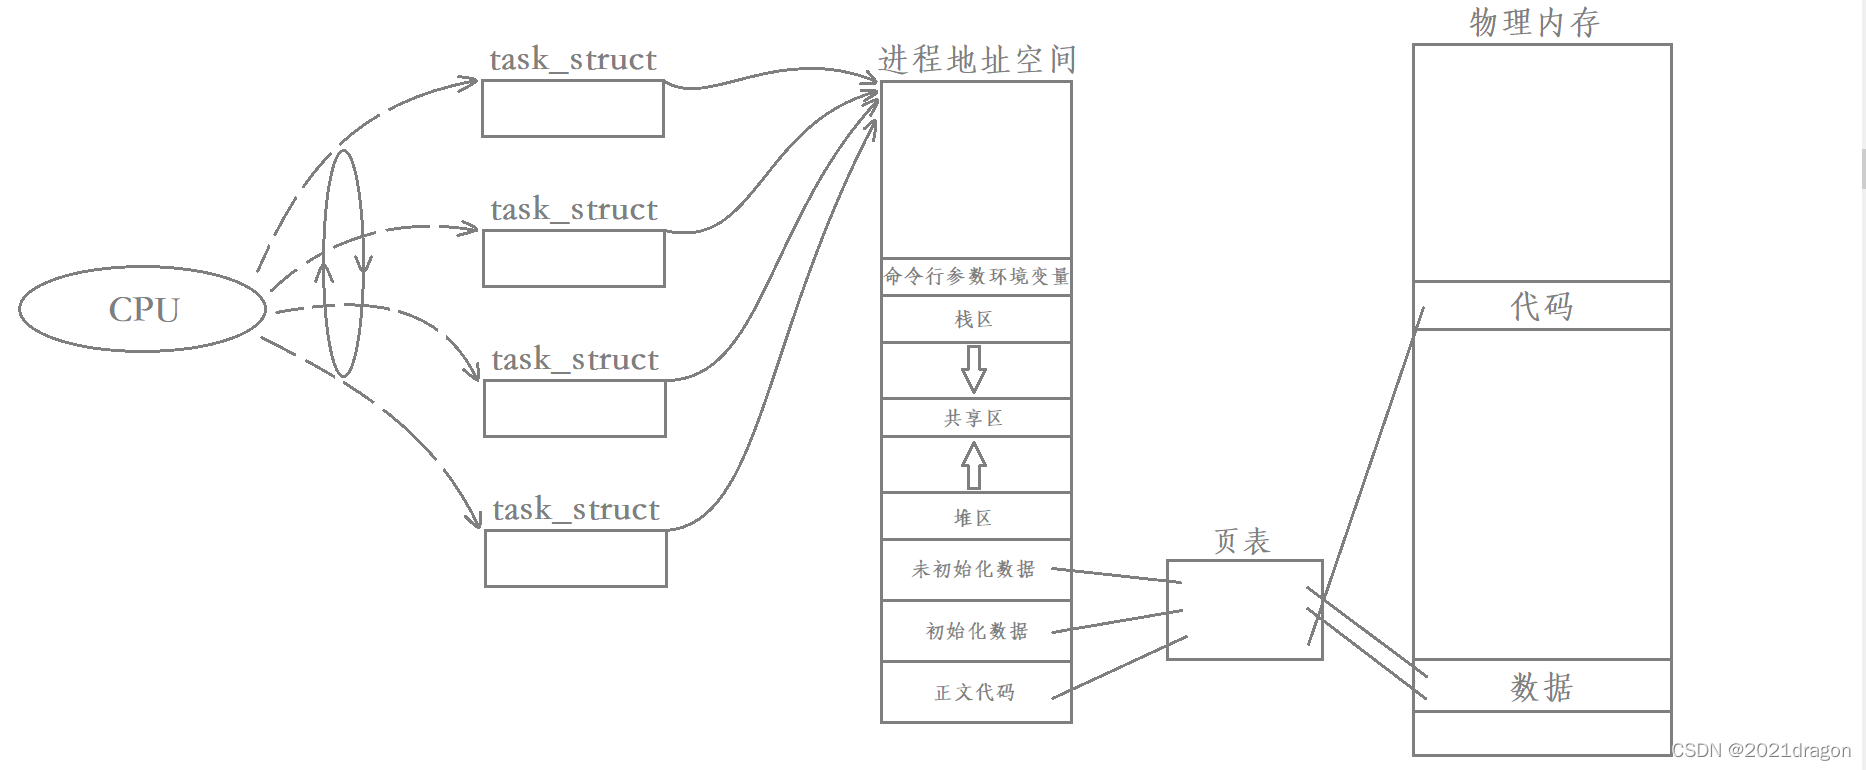 task_struct
task_struct
task_struct
task_struct
CPU
进程地址空间
命令行参数环境变量
栈区
共享区
堆区
未初始化数据
初始化数据
正文代码
页表
物理内存
代码
数据
CSDN @2021dragon